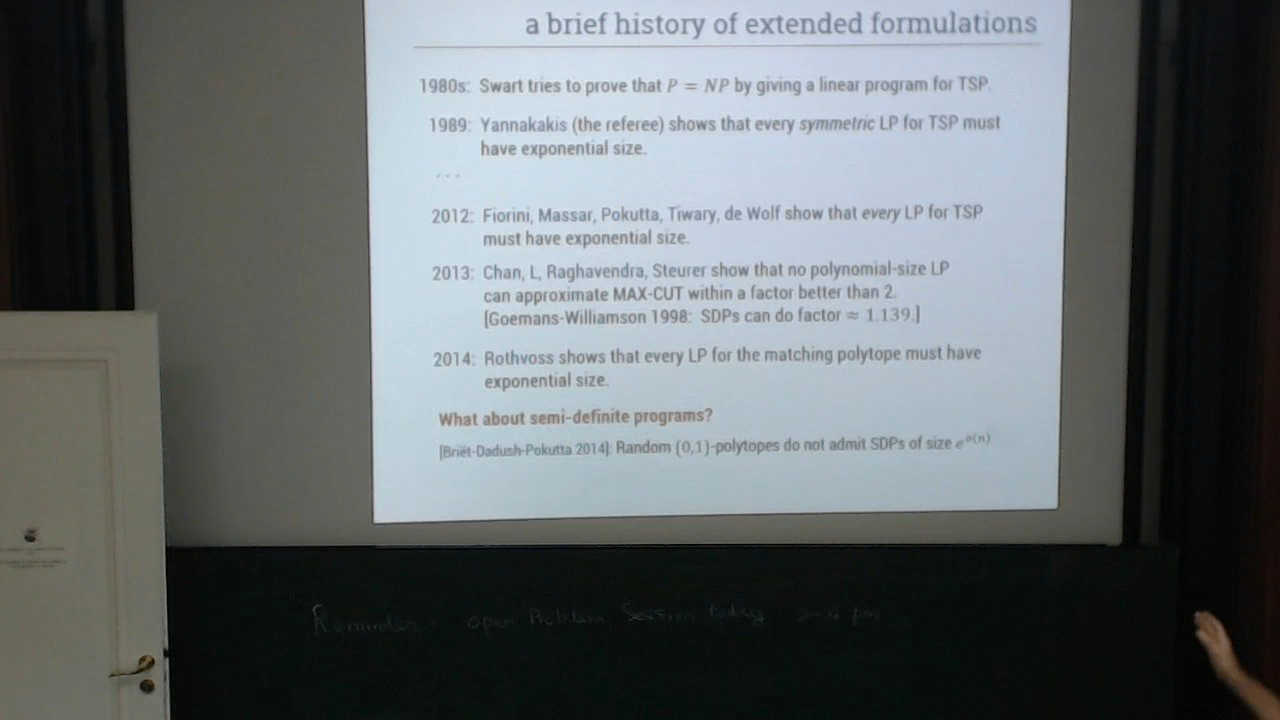 a brief history of extended formulations
1980s: Swart tries to prove that P = NP by giving a linear program for TSP.
1989: Yannakakis (the referee) shows that every symmetric LP for TSP must
have exponential size.
...
2012: Fiorini, Massar, Pokutta, Tiwary, de Wolf show that every LP for TSP
must have exponential size.
2013: Chan, L, Raghavendra, Steurer show that no polynomial-size LP
can approximate MAX-CUT within a factor better than 2.
[Goemans-Williamson 1998: SDPs can do factor ≈ 1.139.]
2014: Rothvoss shows that every LP for the matching polytope must have
exponential size.
What about semi-definite programs?
[Briët-Dadush-Pokutta 2014]: Random {0,1}-polytopes do not admit SDPs of size e^{o(n)}
Reminder: Open Problem Session today 2-4 pm